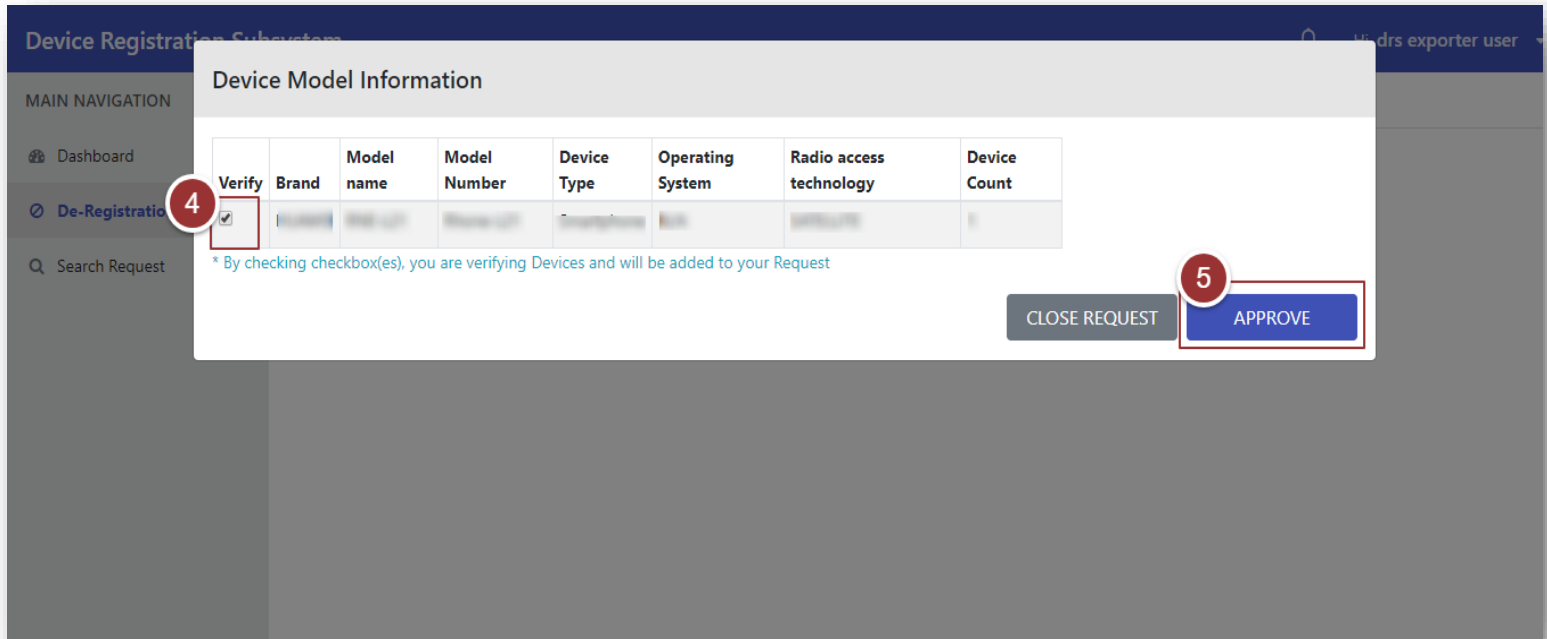 Device Registration Subsystem
Hi, drs exporter user
MAIN NAVIGATION
Dashboard
De-Registratio
Search Request
Device Model Information
Verify Brand Model name Model Number Device Type Operating System Radio access technology Device Count
4
* By checking checkbox(es), you are verifying Devices and will be added to your Request
5
CLOSE REQUEST
APPROVE